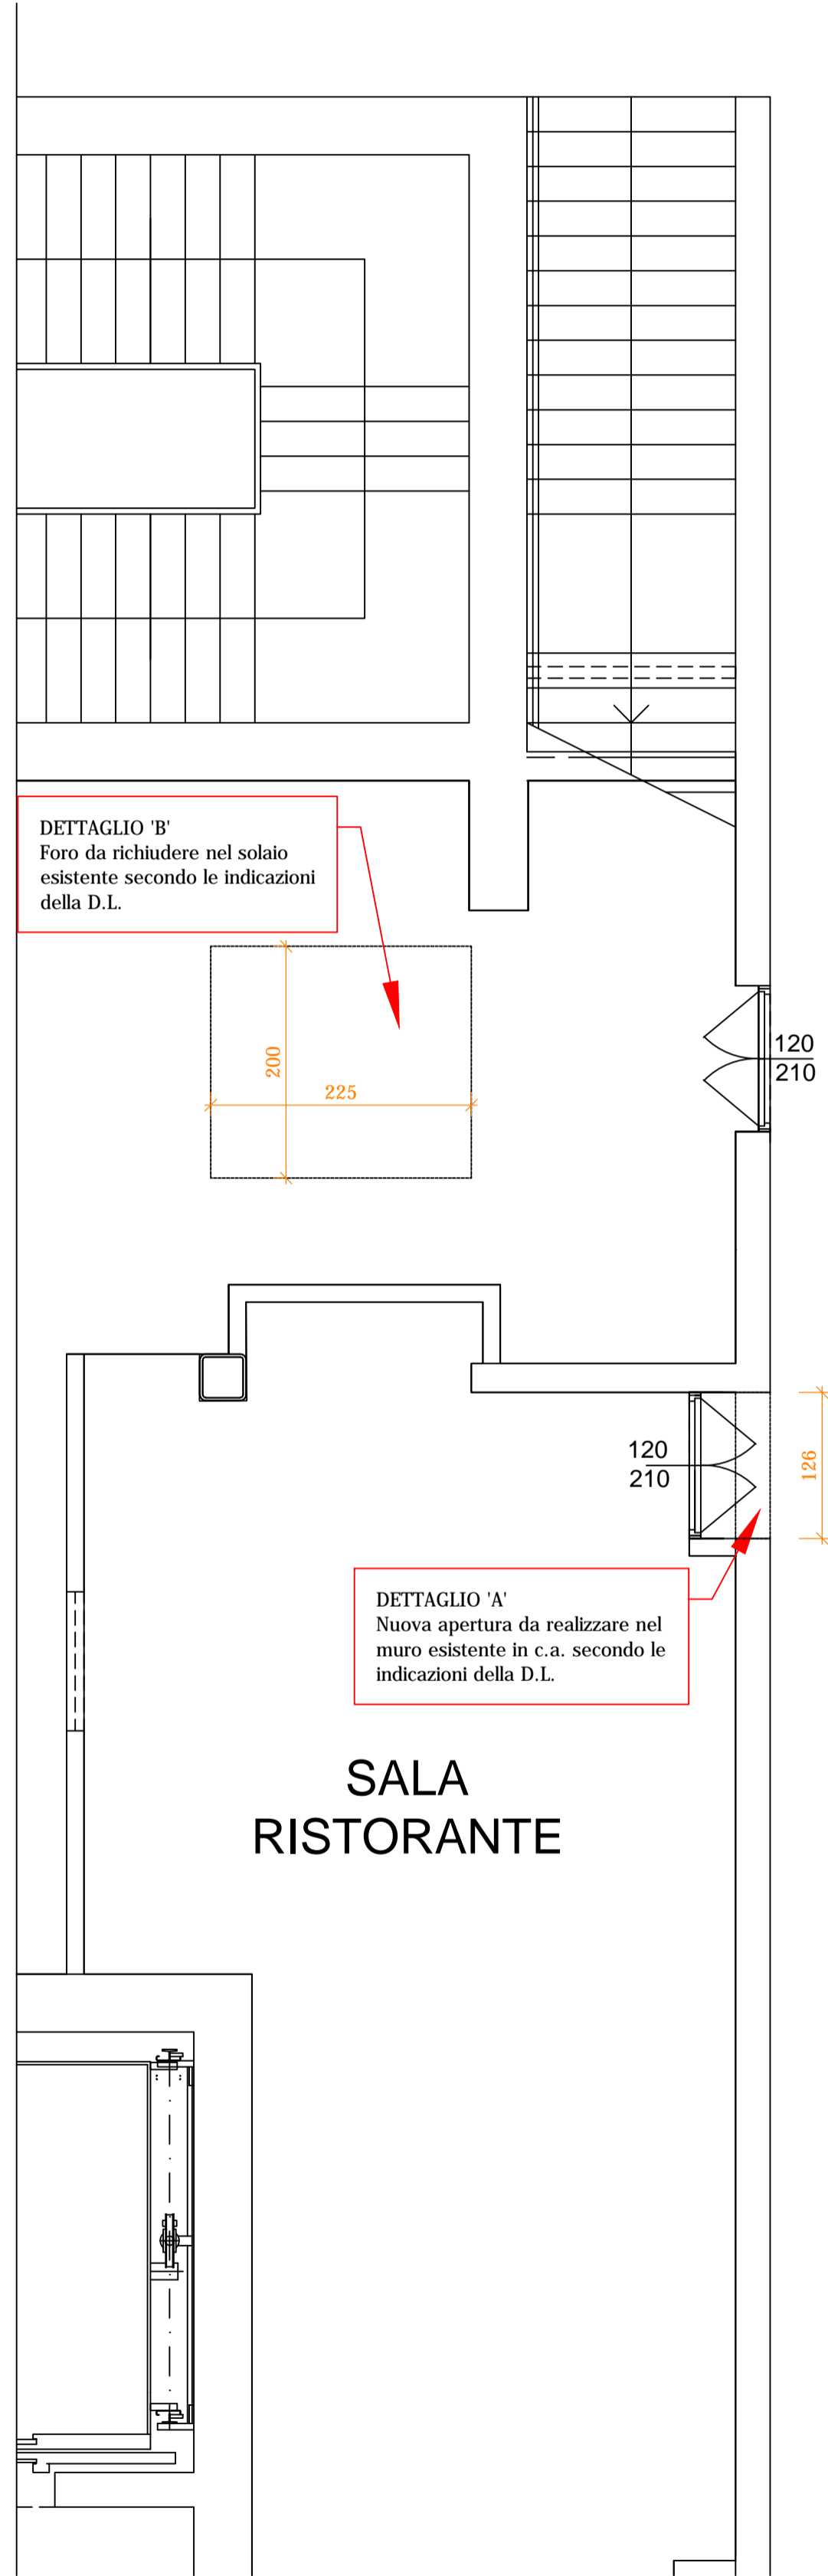 DETTAGLIO 'B'
Foro da richiudere nel solaio
esistente secondo le indicazioni
della D.L.
200
225
120
210
120
210
126
DETTAGLIO 'A'
Nuova apertura da realizzare nel
muro esistente in c.a. secondo le
indicazioni della D.L.
SALA
RISTORANTE